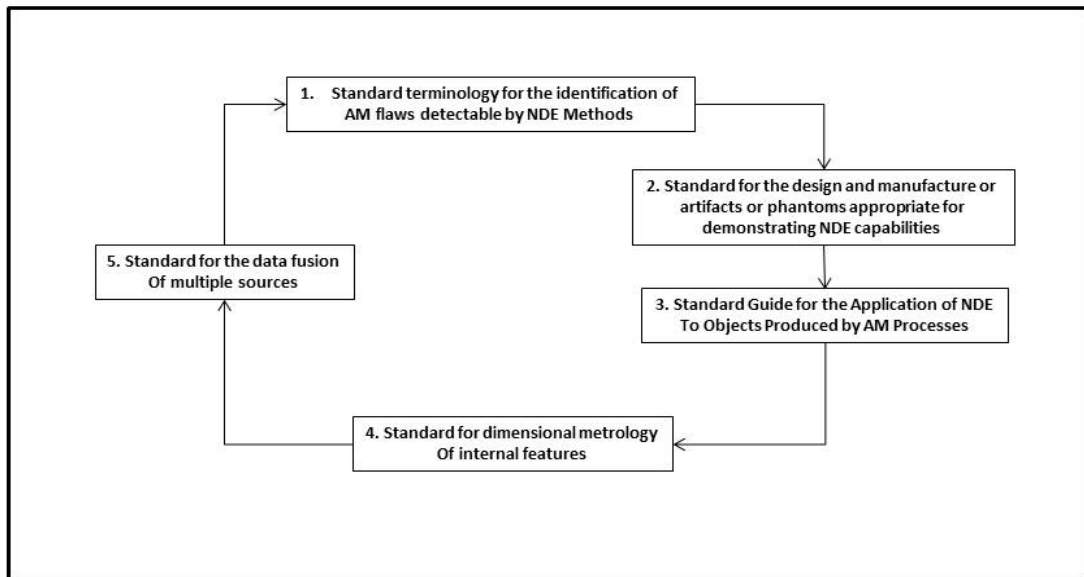 1. Standard terminology for the identification of
AM flaws detectable by NDE Methods
2. Standard for the design and manufacture or
artifacts or phantoms appropriate for
demonstrating NDE capabilities
3. Standard Guide for the Application of NDE
To Objects Produced by AM Processes
4. Standard for dimensional metrology
Of internal features
5. Standard for the data fusion
Of multiple sources